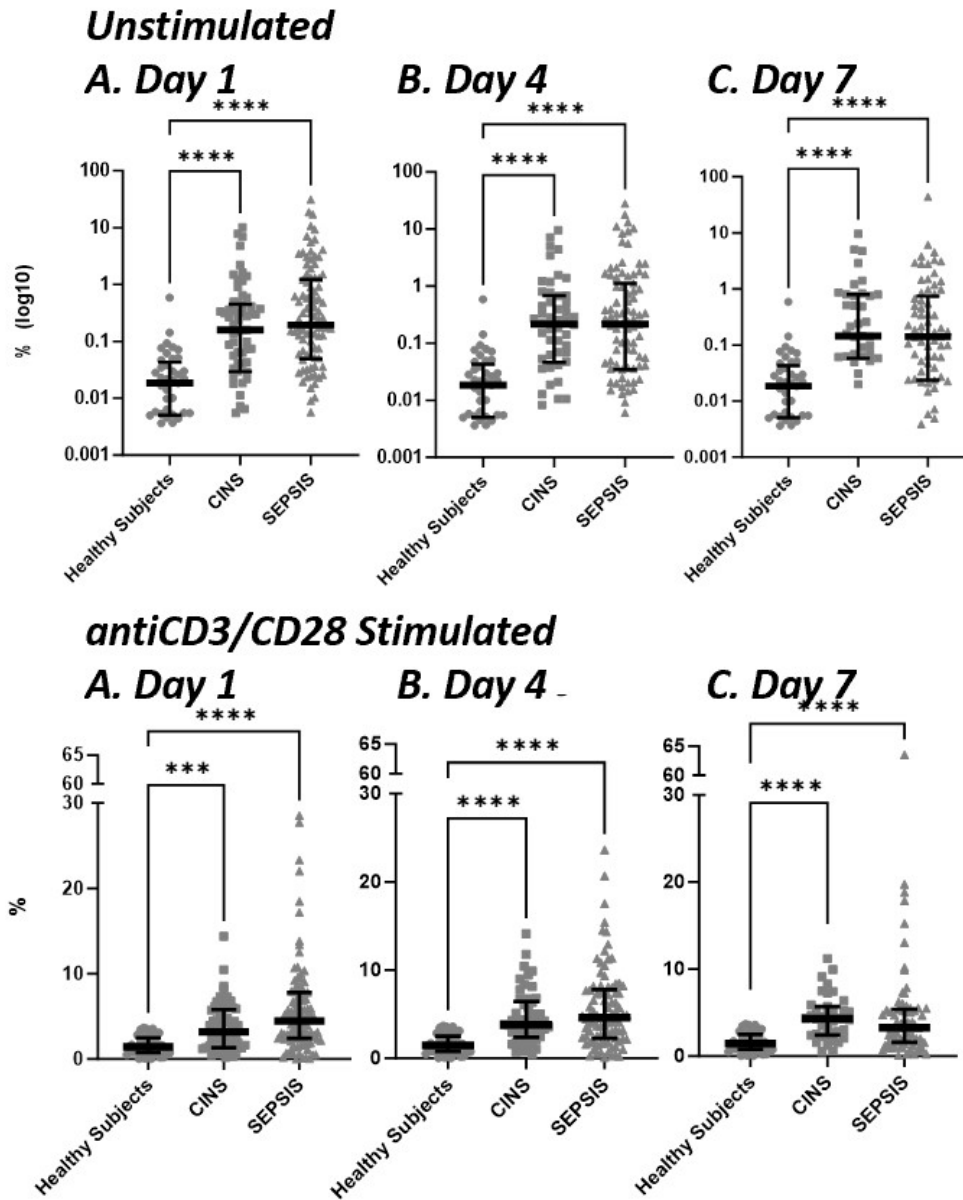 Unstimulated
A. Day 1 B. Day 4 C. Day 7
**** **** ****
**** **** ****
100 100 100
10 10 10
1 1 1
0.1 0.1 0.1
0.01 0.01 0.01
0.001 0.001 0.001
% (log10)
Healthy Subjects CINS SEPSIS Healthy Subjects CINS SEPSIS Healthy Subjects CINS SEPSIS
antiCD3/CD28 Stimulated
A. Day 1 B. Day 4 - C. Day 7
**** **** ****
*** **** ****
65 65 65
60 60 60
30 30 30
20 20 20
10 10 10
0 0 0
%
Healthy Subjects CINS SEPSIS Healthy Subjects CINS SEPSIS Healthy Subjects CINS SEPSIS